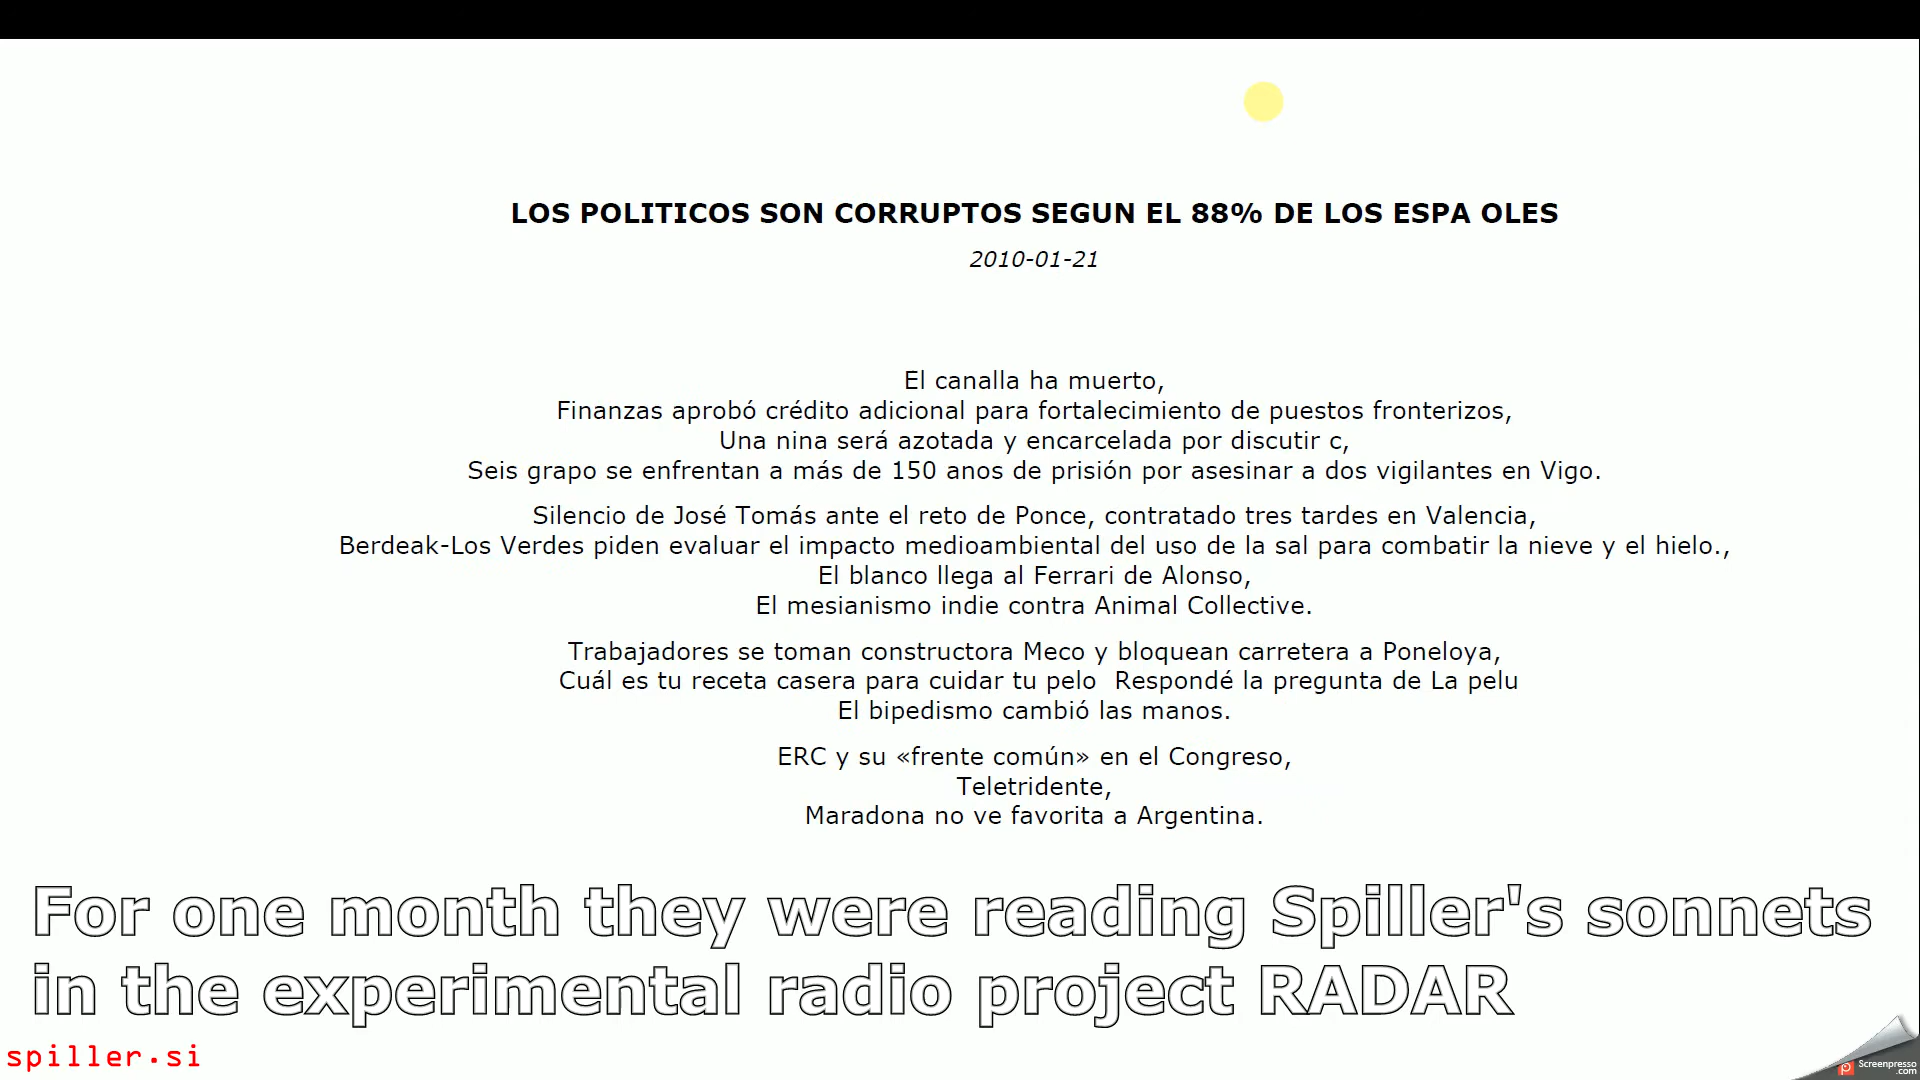 LOS POLITICOS SON CORRUPTOS SEGUN EL 88% DE LOS ESPA OLES
2010-01-21
El canalla ha muerto,
Finanzas aprobó crédito adicional para fortalecimiento de puestos fronterizos,
Una nina será azotada y encarcelada por discutir c,
Seis grapo se enfrentan a más de 150 anos de prisión por asesinar a dos vigilantes en Vigo.
Silencio de José Tomás ante el reto de Ponce, contratado tres tardes en Valencia,
Berdeak-Los Verdes piden evaluar el impacto medioambiental del uso de la sal para combatir la nieve y el hielo.,
El blanco llega al Ferrari de Alonso,
El mesianismo indie contra Animal Collective.
Trabajadores se toman constructora Meco y bloquean carretera a Poneloya,
Cuál es tu receta casera para cuidar tu pelo  Respondé la pregunta de La pelu
El bipedismo cambió las manos.
ERC y su «frente común» en el Congreso,
Teletridente,
Maradona no ve favorita a Argentina.
For one month they were reading Spiller's sonnets
in the experimental radio project RADAR
spiller.si
Screenpresso
.com